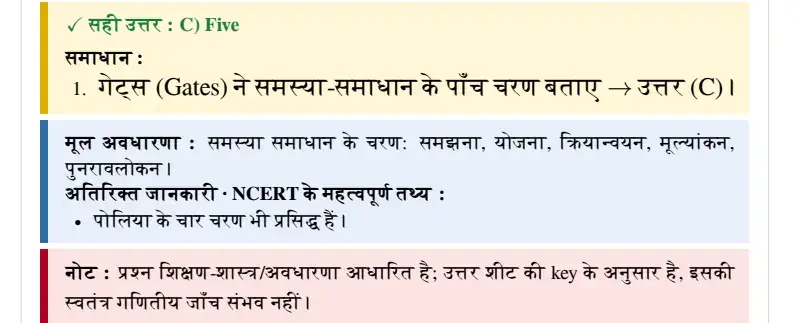 ✓ सही उत्तर : C) Five
समाधान :
1. गेट्स (Gates) ने समस्या-समाधान के पाँच चरण बताए → उत्तर (C)।
मूल अवधारणा : समस्या समाधान के चरण: समझना, योजना, क्रियान्वयन, मूल्यांकन,
पुनरावलोकन।
अतिरिक्त जानकारी · NCERT के महत्वपूर्ण तथ्य :
• पोलिया के चार चरण भी प्रसिद्ध हैं।
नोट : प्रश्न शिक्षण-शास्त्र/अवधारणा आधारित है; उत्तर शीट की key के अनुसार है, इसकी
स्वतंत्र गणितीय जाँच संभव नहीं।